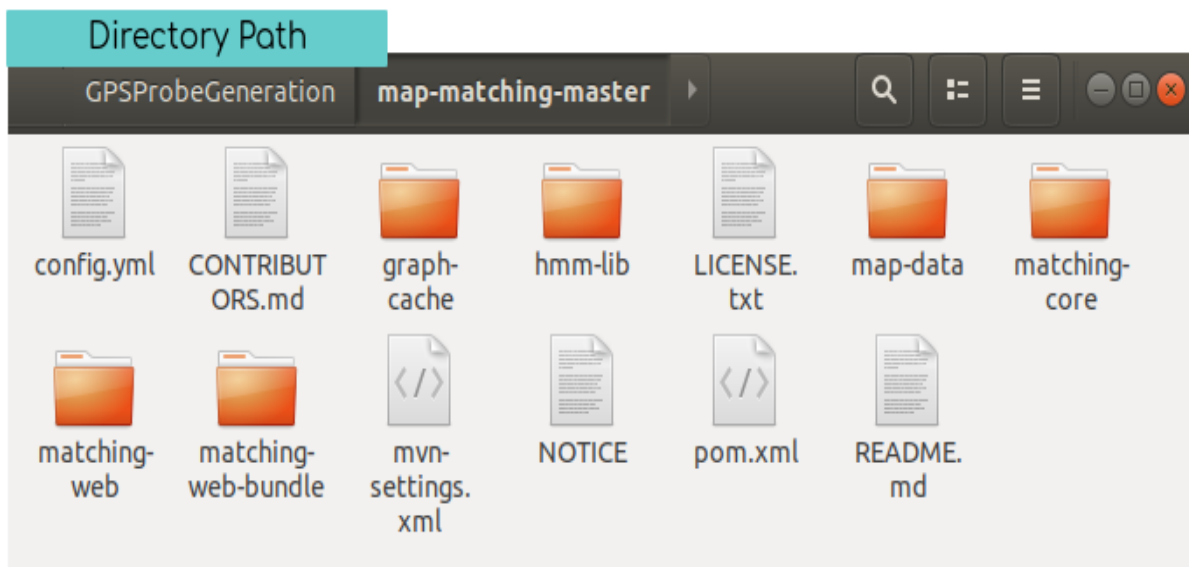 Directory Path
GPSProbeGeneration map-matching-master
config.yml CONTRIBUT graph- hmm-lib LICENSE. map-data matching-
ORS.md cache txt core
matching- matching- mvn- NOTICE pom.xml README.
web web-bundle settings. md
xml